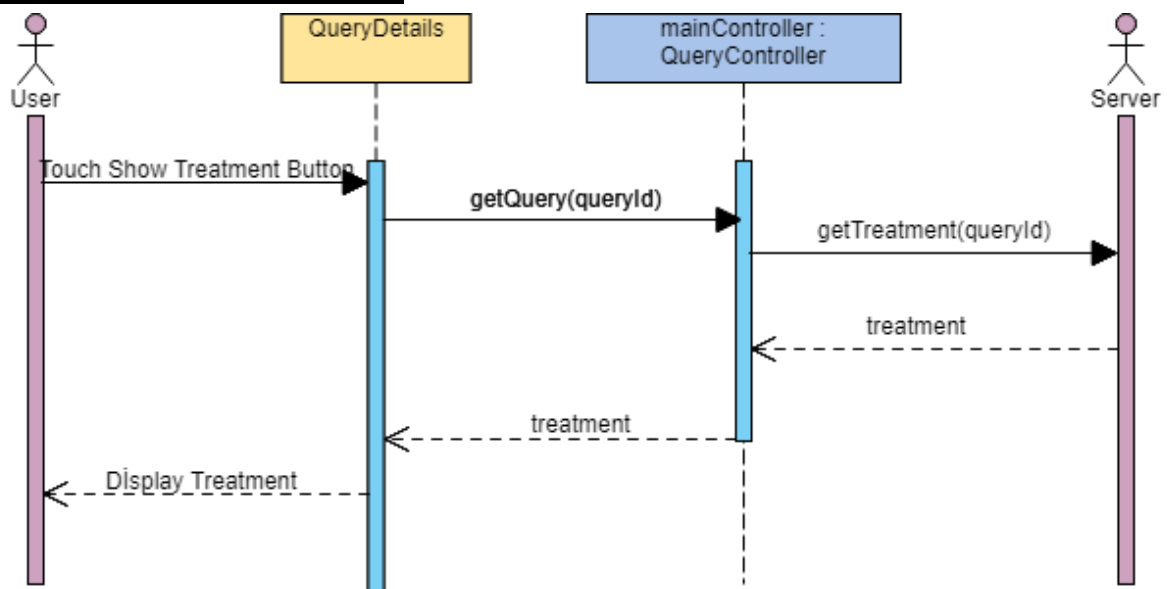 QueryDetails
mainController :
QueryController
User
Server
Touch Show Treatment Button
getQuery(queryId)
getTreatment(queryId)
treatment
treatment
Dİsplay Treatment